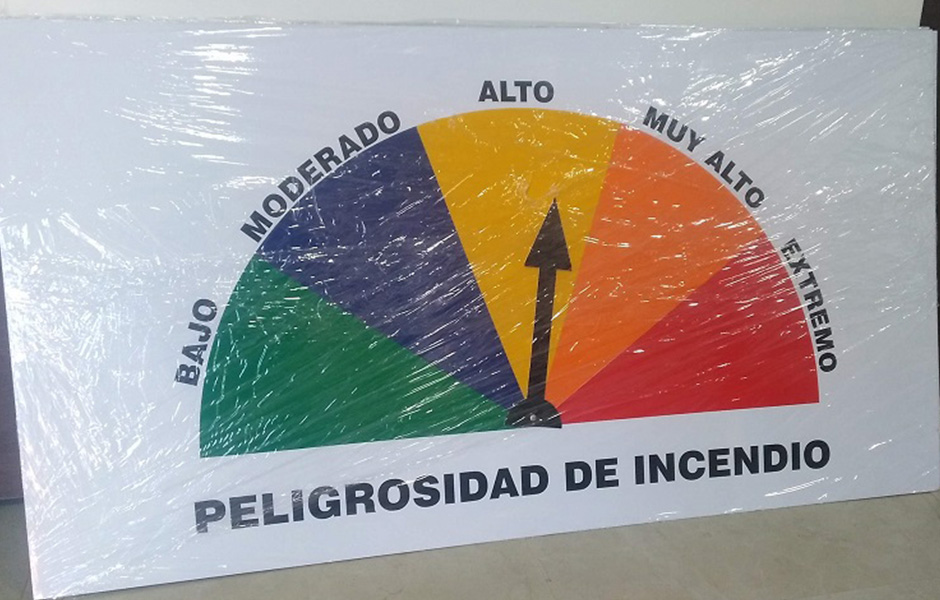 BAJO
MODERADO
ALTO
MUY ALTO
EXTREMO
PELIGROSIDAD DE INCENDIO